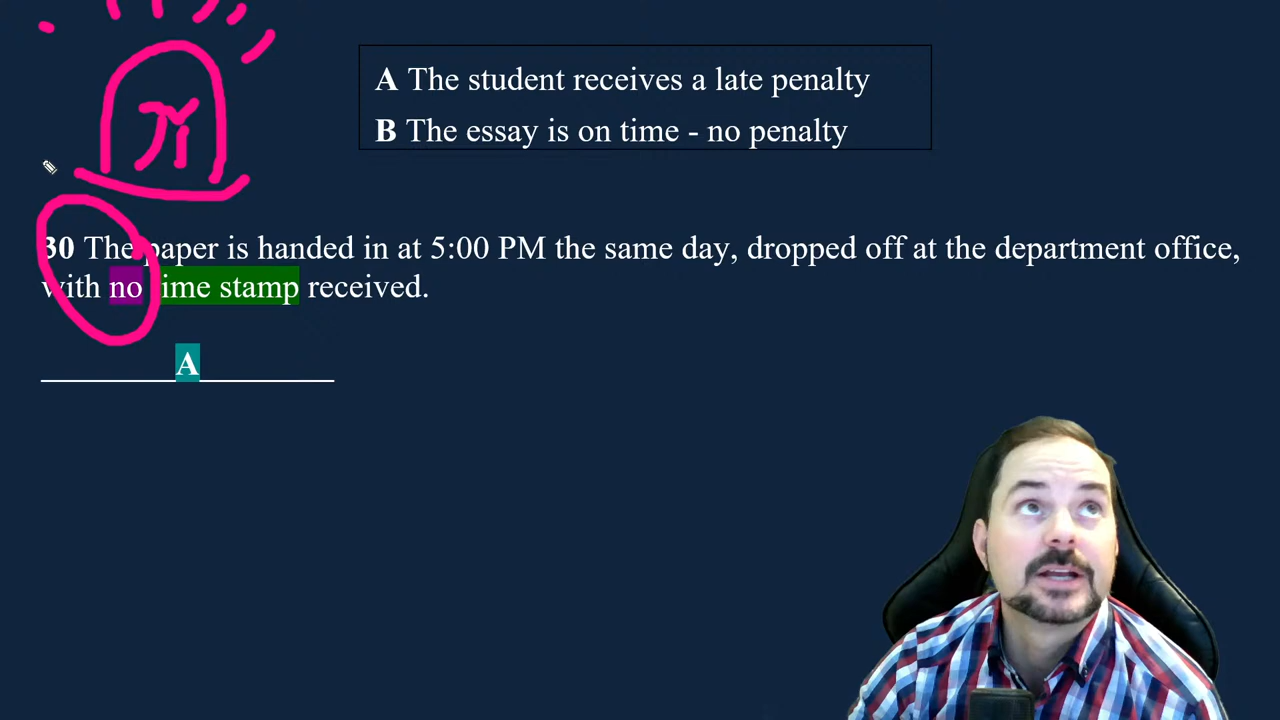 A The student receives a late penalty
B The essay is on time - no penalty
30 The paper is handed in at 5:00 PM the same day, dropped off at the department office,
with no time stamp received.
A